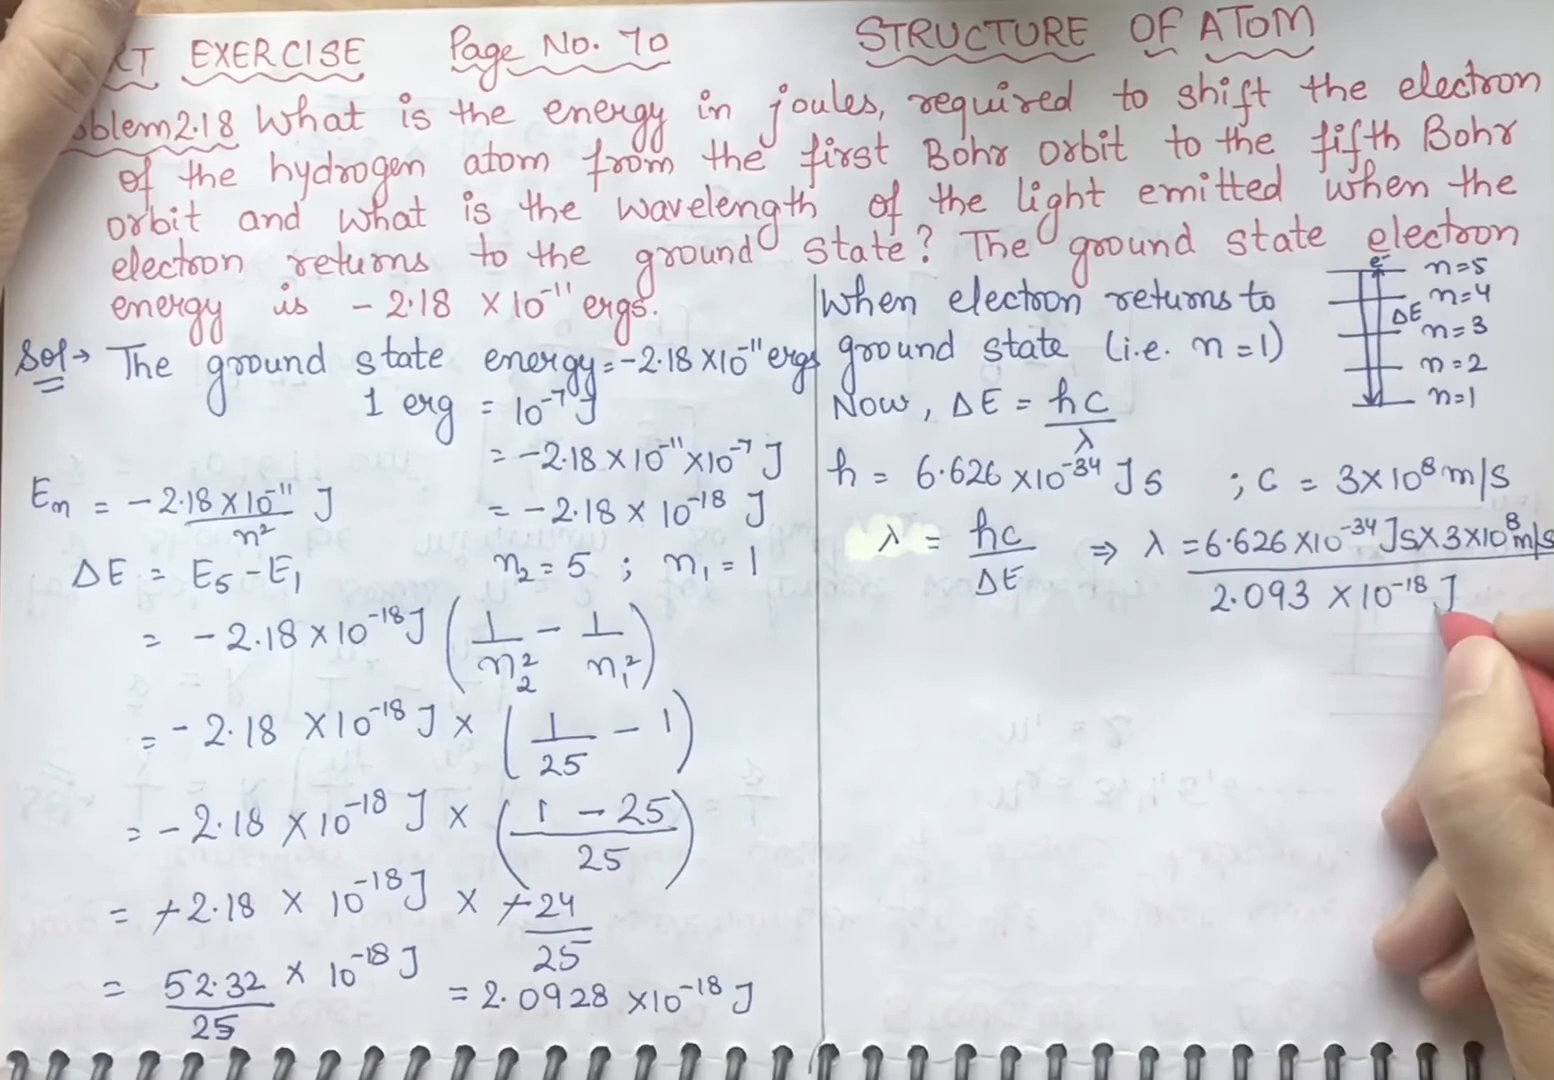 RT EXERCISE Page No. 70 STRUCTURE OF ATOM
oblem 2.18 What is the energy in joules, required to shift the electron
of the hydrogen atom from the first Bohr orbit to the fifth Bohr
orbit and what is the wavelength of the light emitted when the
electron returns to the ground state? The ground state electron
energy is - 2.18 × 10⁻¹¹ ergs.
Sol→ The ground state energy = -2.18 ×10⁻¹¹ ergs
1 erg = 10⁻⁷ J
= -2.18 × 10⁻¹¹ ×10⁻⁷ J
Eₙ = -2.18 × 10⁻¹¹ / n² J
= -2.18 × 10⁻¹⁸ J
ΔE = E₅ - E₁ n₂ = 5 ; n₁ = 1
= -2.18 × 10⁻¹⁸ J (1/n₂² - 1/n₁²)
= -2.18 ×10⁻¹⁸ J × (1/25 - 1)
= -2.18 ×10⁻¹⁸ J × (1 - 25 / 25)
= -2.18 × 10⁻¹⁸ J × -24/25
= 52.32/25 × 10⁻¹⁸ J = 2.0928 ×10⁻¹⁸ J
When electron returns to
ground state (i.e. n = 1)
Now, ΔE = hc/λ
h = 6.626 ×10⁻³⁴ J s ; C = 3×10⁸ m/s
λ = hc/ΔE ⇒ λ = 6.626 ×10⁻³⁴ Js × 3×10⁸ m/s / 2.093 ×10⁻¹⁸ J
e⁻ n=5
n=4
ΔE n=3
n=2
n=1